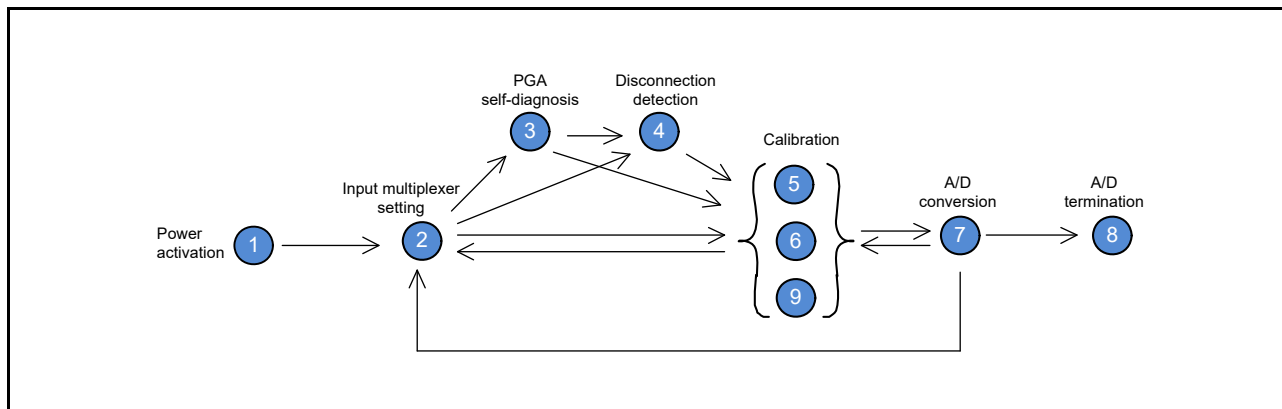 PGA
self-diagnosis
3
Disconnection
detection
4
Calibration
5
6
9
Input multiplexer
setting
2
Power
activation
1
A/D
conversion
7
A/D
termination
8